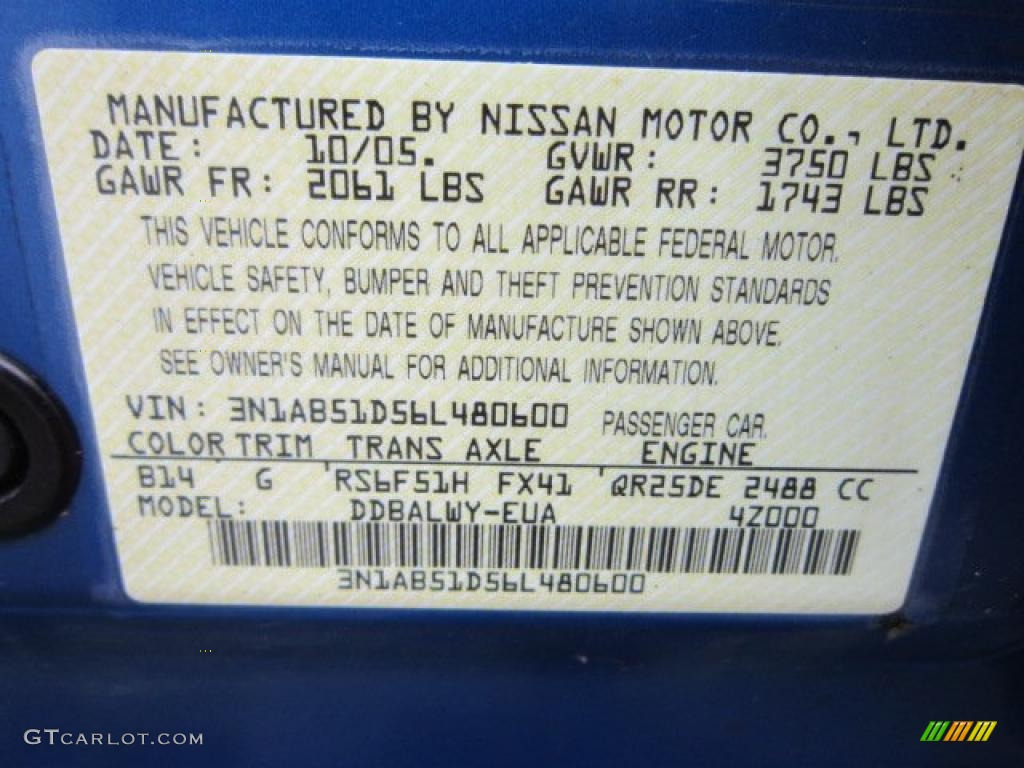 MANUFACTURED BY NISSAN MOTOR CO., LTD.
DATE: 10/05. GVWR: 3750 LBS
GAWR FR: 2061 LBS GAWR RR: 1743 LBS
THIS VEHICLE CONFORMS TO ALL APPLICABLE FEDERAL MOTOR.
VEHICLE SAFETY, BUMPER AND THEFT PREVENTION STANDARDS
IN EFFECT ON THE DATE OF MANUFACTURE SHOWN ABOVE.
SEE OWNER'S MANUAL FOR ADDITIONAL INFORMATION.
VIN: 3N1AB51D56L480600 PASSENGER CAR.
COLOR TRIM TRANS AXLE ENGINE
B14 G RS6F51H FX41 QR25DE 2488 CC
MODEL: DDBALWY-EUA 4Z000
3N1AB51D56L480600
GTCARLOT.COM